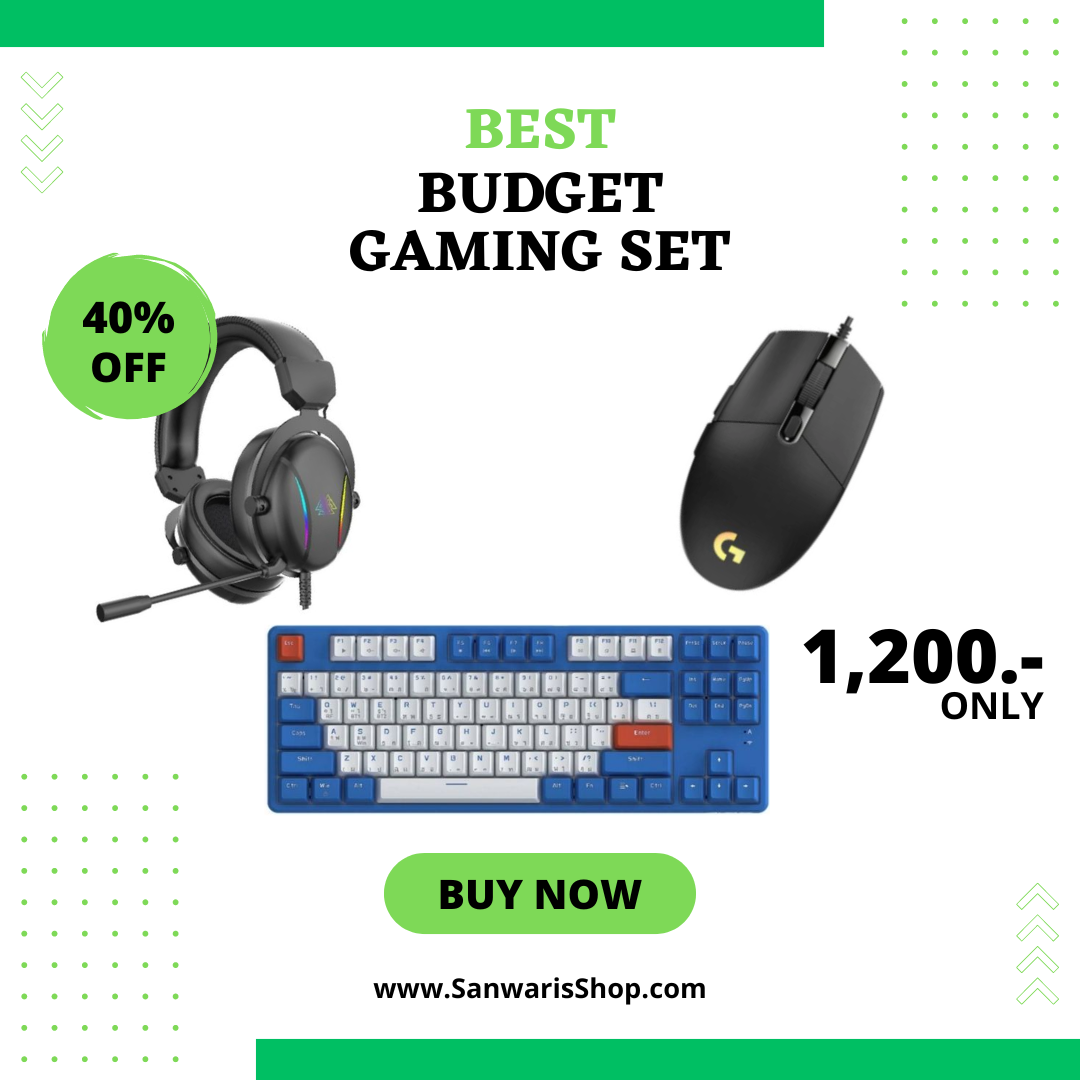 BEST
BUDGET
GAMING SET
40%
OFF
1,200.-
ONLY
BUY NOW
www.SanwarisShop.com